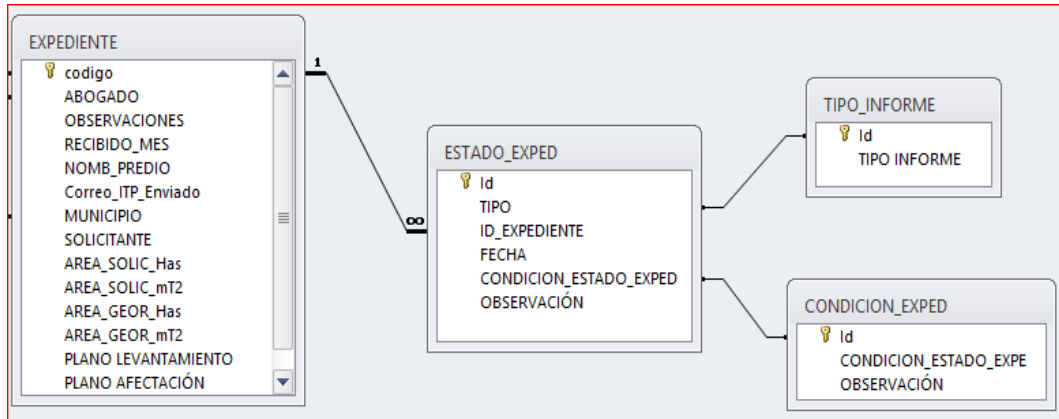 EXPEDIENTE
codigo
ABOGADO
OBSERVACIONES
RECIBIDO_MES
NOMB_PREDIO
Correo_ITP_Enviado
MUNICIPIO
SOLICITANTE
AREA_SOLIC_Has
AREA_SOLIC_mT2
AREA_GEOR_Has
AREA_GEOR_mT2
PLANO LEVANTAMIENTO
PLANO AFECTACIÓN
1
∞
ESTADO_EXPED
Id
TIPO
ID_EXPEDIENTE
FECHA
CONDICION_ESTADO_EXPED
OBSERVACIÓN
TIPO_INFORME
Id
TIPO INFORME
CONDICION_EXPED
Id
CONDICION_ESTADO_EXPE
OBSERVACIÓN